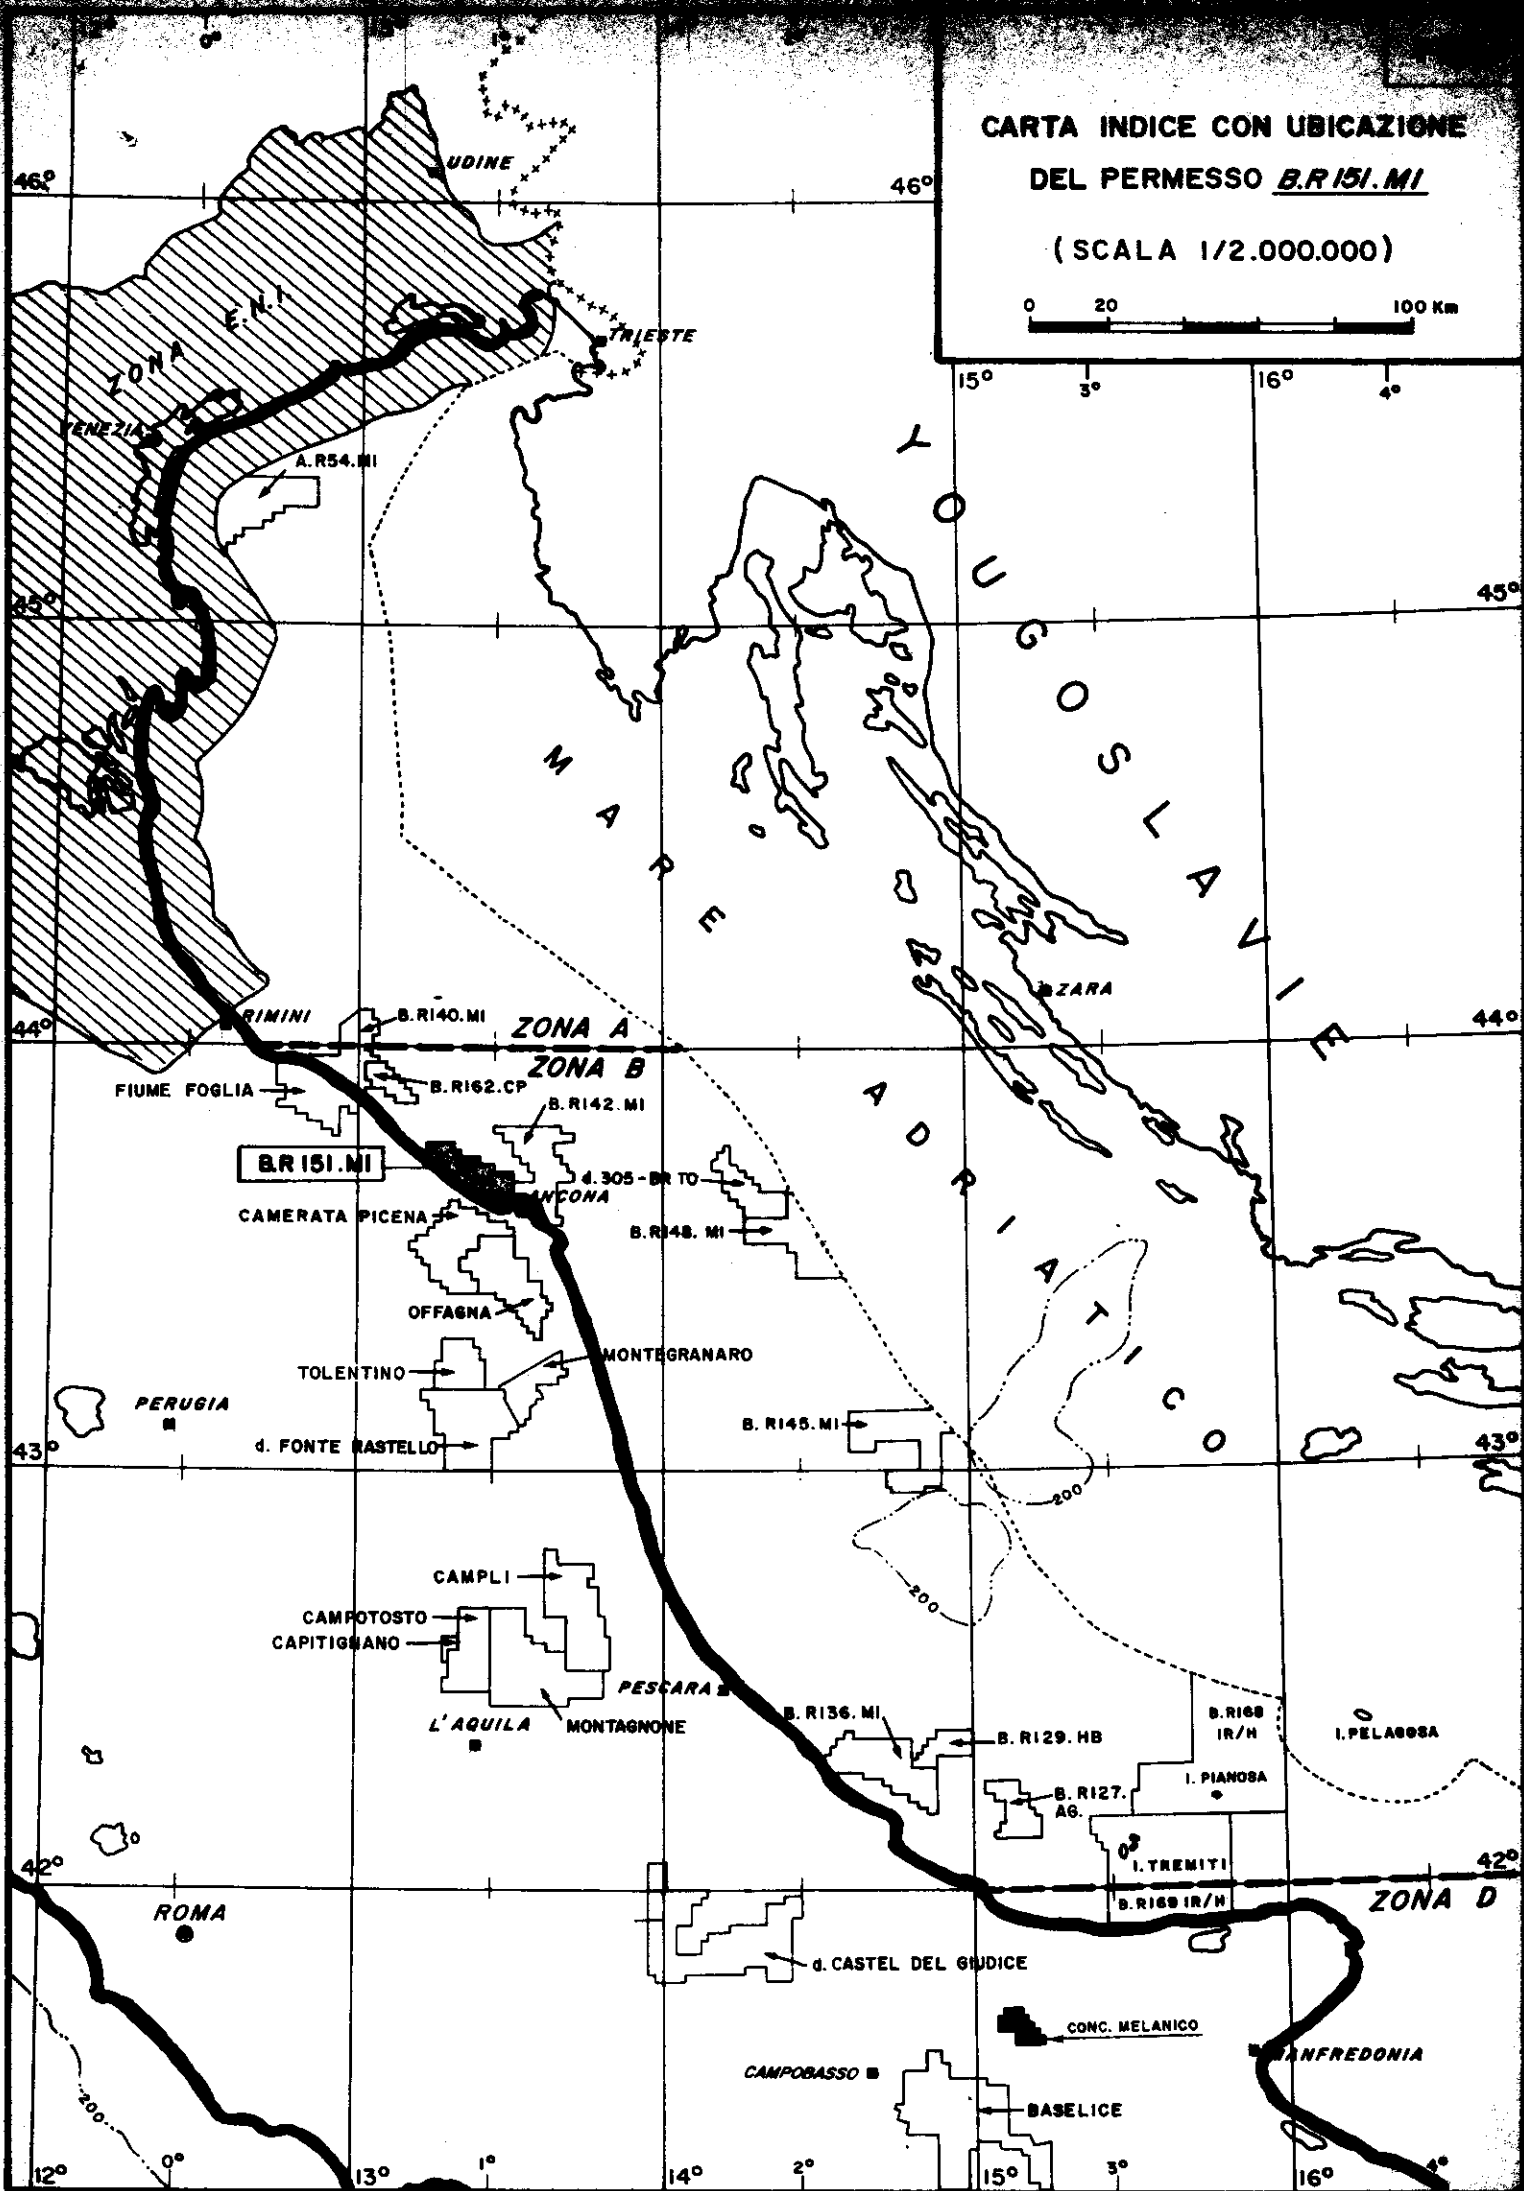 CARTA INDICE CON UBICAZIONE
DEL PERMESSO B.R 151.MI
(SCALA 1/2.000.000)
0 20 100 Km
0°
UDINE
46°
46°
ZONA E.N.I
TRIESTE
15° 3° 16° 4°
VENEZIA
A.R54.MI
YOUGOSLAVIE
45°
45°
MARE ADRIATICO
ZARA
RIMINI
B.R140.MI
ZONA A
44°
44°
ZONA B
FIUME FOGLIA
B.R162.CP
B.R142.MI
B.R 151.MI
d.305-BR TO
ANCONA
CAMERATA PICENA
B.R148.MI
OFFAGNA
MONTEGRANARO
TOLENTINO
PERUGIA
B.R145.MI
d. FONTE RASTELLO
43°
43°
200
200
CAMPLI
CAMPOTOSTO
CAPITIGNANO
PESCARA
L'AQUILA
MONTAGNONE
B.R136.MI
B.R129.HB
B.R168
IR/H
I.PELAGOSA
I. PIANOSA
B.R127.
AG.
42°
42°
I.TREMITI
B.R169 IR/H
ZONA D
ROMA
d. CASTEL DEL GIUDICE
CONC. MELANICO
MANFREDONIA
CAMPOBASSO
200
BASELICE
12° 0° 13° 1° 14° 2° 15° 3° 16° 4°